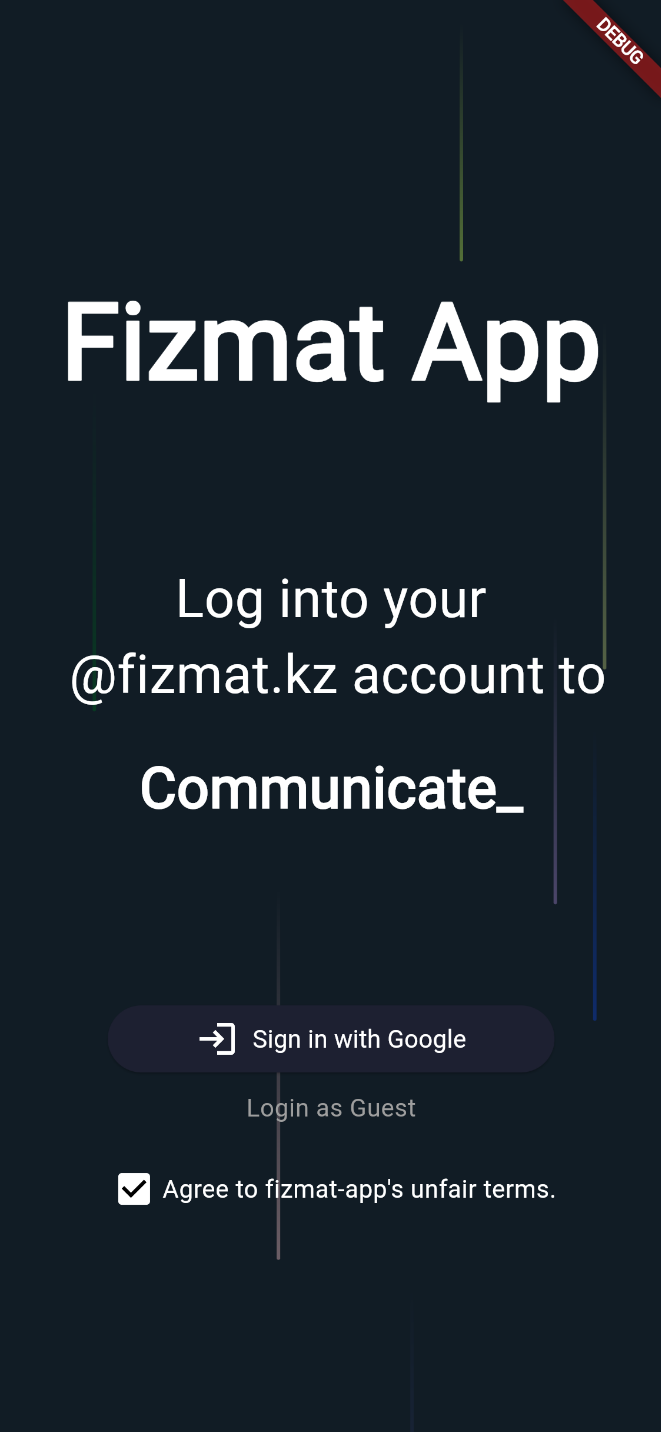 DEBUG
Fizmat App
Log into your
@fizmat.kz account to
Communicate_
Sign in with Google
Login as Guest
Agree to fizmat-app's unfair terms.